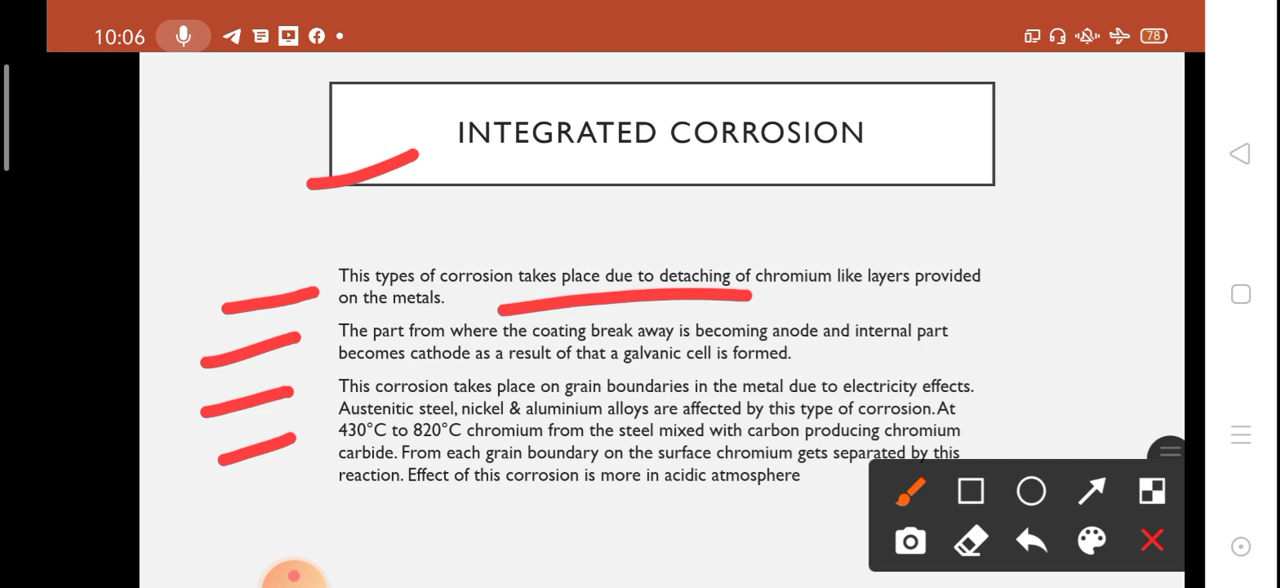 10:06
78
INTEGRATED CORROSION
This types of corrosion takes place due to detaching of chromium like layers provided
on the metals.
The part from where the coating break away is becoming anode and internal part
becomes cathode as a result of that a galvanic cell is formed.
This corrosion takes place on grain boundaries in the metal due to electricity effects.
Austenitic steel, nickel & aluminium alloys are affected by this type of corrosion. At
430°C to 820°C chromium from the steel mixed with carbon producing chromium
carbide. From each grain boundary on the surface chromium gets separated by this
reaction. Effect of this corrosion is more in acidic atmosphere